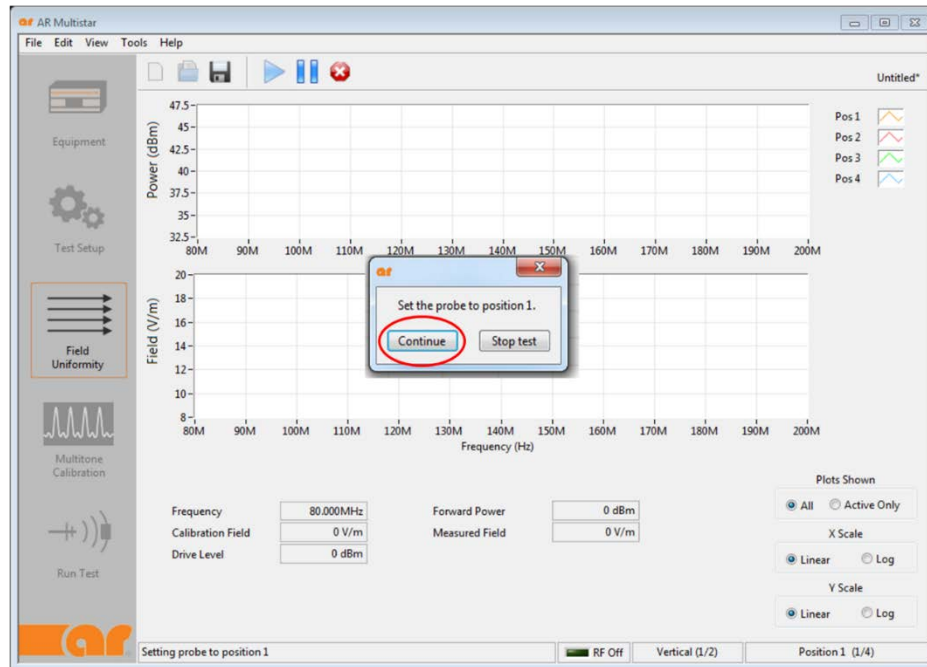 ar AR Multistar
File Edit View Tools Help
Untitled*
Equipment
Test Setup
Field
Uniformity
Multitone
Calibration
Run Test
ar
Power (dBm)
47.5
45
42.5
40
37.5
35
32.5
80M 90M 100M 110M 120M 130M 140M 150M 160M 170M 180M 190M 200M
Pos 1
Pos 2
Pos 3
Pos 4
ar
Set the probe to position 1.
Continue Stop test
Field (V/m)
20
18
16
14
12
10
8
80M 90M 100M 110M 120M 130M 140M 150M 160M 170M 180M 190M 200M
Frequency (Hz)
Frequency 80.000MHz Forward Power 0 dBm
Calibration Field 0 V/m Measured Field 0 V/m
Drive Level 0 dBm
Plots Shown
All Active Only
X Scale
Linear Log
Y Scale
Linear Log
Setting probe to position 1 RF Off Vertical (1/2) Position 1 (1/4)